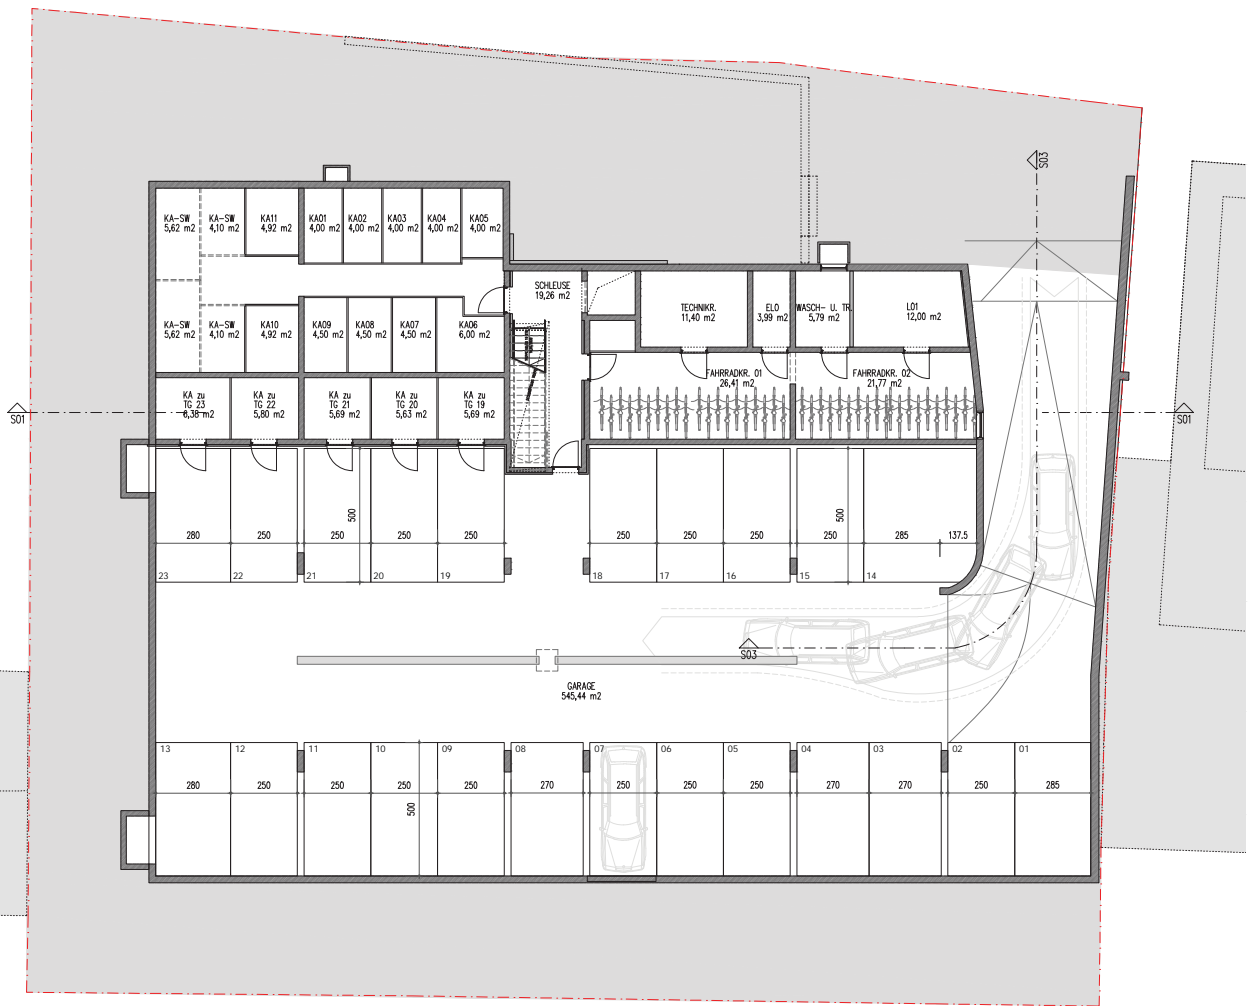 S03
KA-SW
5,62 m2
KA-SW
4,10 m2
KA11
4,92 m2
KA01
4,00 m2
KA02
4,00 m2
KA03
4,00 m2
KA04
4,00 m2
KA05
4,00 m2
SCHLEUSE
19,26 m2
TECHNIKR.
11,40 m2
ELO
3,99 m2
WASCH- U. TR.
5,79 m2
L01
12,00 m2
KA-SW
5,62 m2
KA-SW
4,10 m2
KA10
4,92 m2
KA09
4,50 m2
KA08
4,50 m2
KA07
4,50 m2
KA06
6,00 m2
FAHRRADKR. 01
26,41 m2
FAHRRADKR. 02
21,77 m2
S01
KA zu
TG 23
6,38 m2
KA zu
TG 22
5,80 m2
KA zu
TG 21
5,69 m2
KA zu
TG 20
5,63 m2
KA zu
TG 19
5,69 m2
S01
500
500
280
250
250
250
250
250
250
250
250
285
137.5
23
22
21
20
19
18
17
16
15
14
S03
GARAGE
545,44 m2
13
12
11
10
09
08
07
06
05
04
03
02
01
280
250
250
250
250
270
250
250
250
270
270
250
285
500